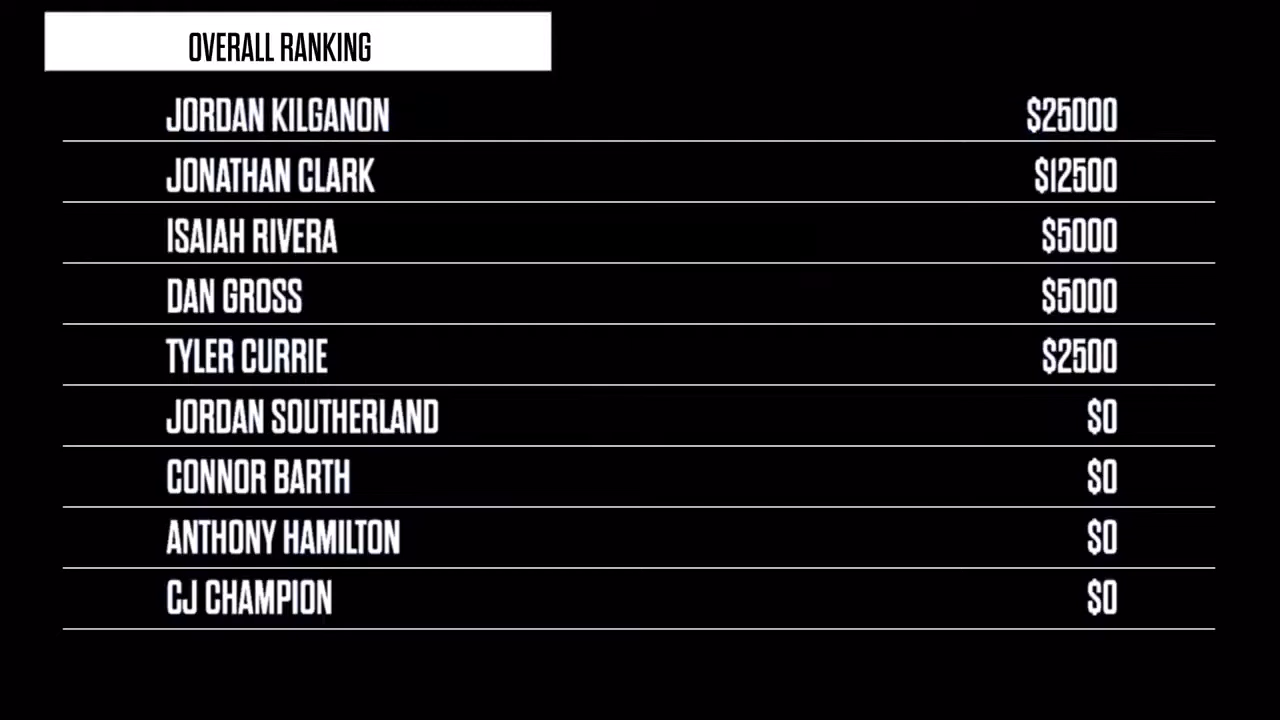 OVERALL RANKING
JORDAN KILGANON $25000
JONATHAN CLARK $12500
ISAIAH RIVERA $5000
DAN GROSS $5000
TYLER CURRIE $2500
JORDAN SOUTHERLAND $0
CONNOR BARTH $0
ANTHONY HAMILTON $0
CJ CHAMPION $0